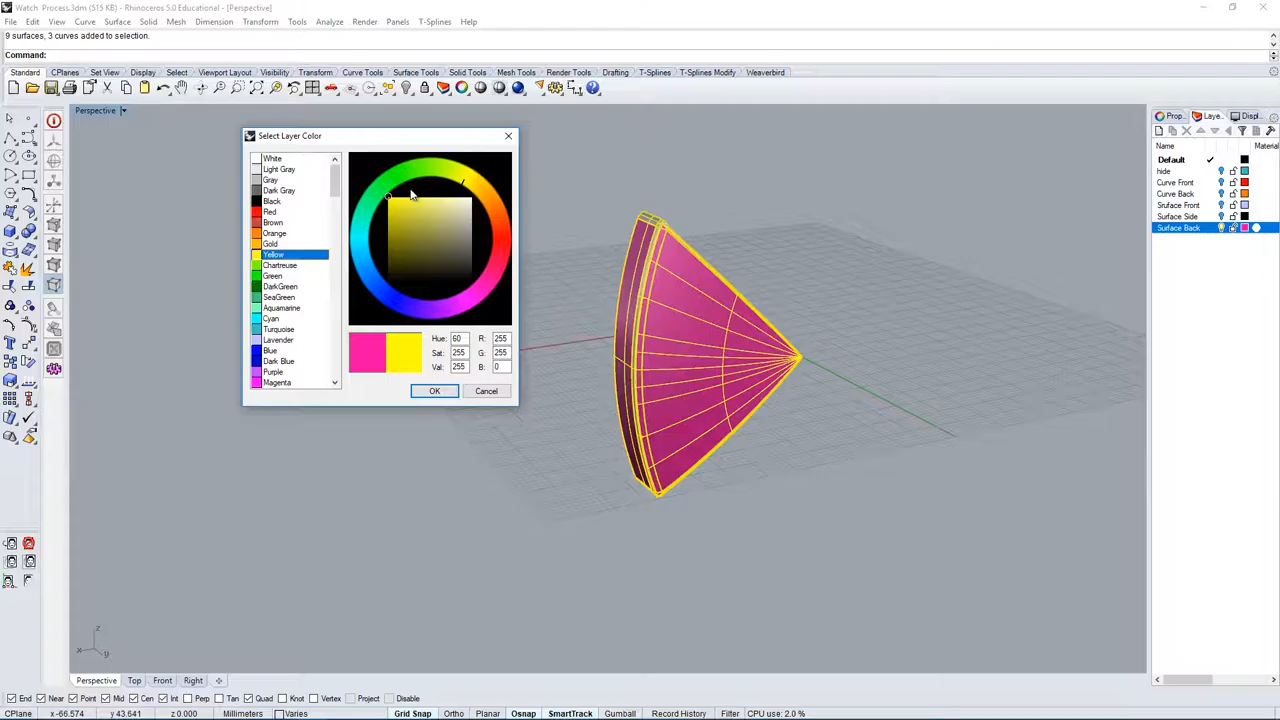 Watch Process.3dm (515 KB) - Rhinoceros 5.0 Educational - [Perspective]
File Edit View Curve Surface Solid Mesh Dimension Transform Tools Analyze Render Panels T-Splines Help
9 surfaces, 3 curves added to selection.
Command:
Standard CPlanes Set View Display Select Viewport Layout Visibility Transform Curve Tools Surface Tools Solid Tools Mesh Tools Render Tools Drafting T-Splines T-Splines Modify Weaverbird
Perspective
Prop... Laye... Displ...
Name Material
Default
hide
Curve Front
Curve Back
Surface Front
Surface Side
Surface Back
Select Layer Color
White
Light Gray
Gray
Dark Gray
Black
Red
Brown
Orange
Gold
Yellow
Chartreuse
Green
DarkGreen
SeaGreen
Aquamarine
Cyan
Turquoise
Lavender
Blue
Dark Blue
Purple
Magenta
Hue: 60 R: 255
Sat: 255 G: 255
Val: 255 B: 0
OK Cancel
z
x y
Perspective Top Front Right
End Near Point Mid Cen Int Perp Tan Quad Knot Vertex Project Disable
CPlane x -66.574 y 43.641 z 0.000 Millimeters Varies Grid Snap Ortho Planar Osnap SmartTrack Gumball Record History Filter CPU use: 2.0 %